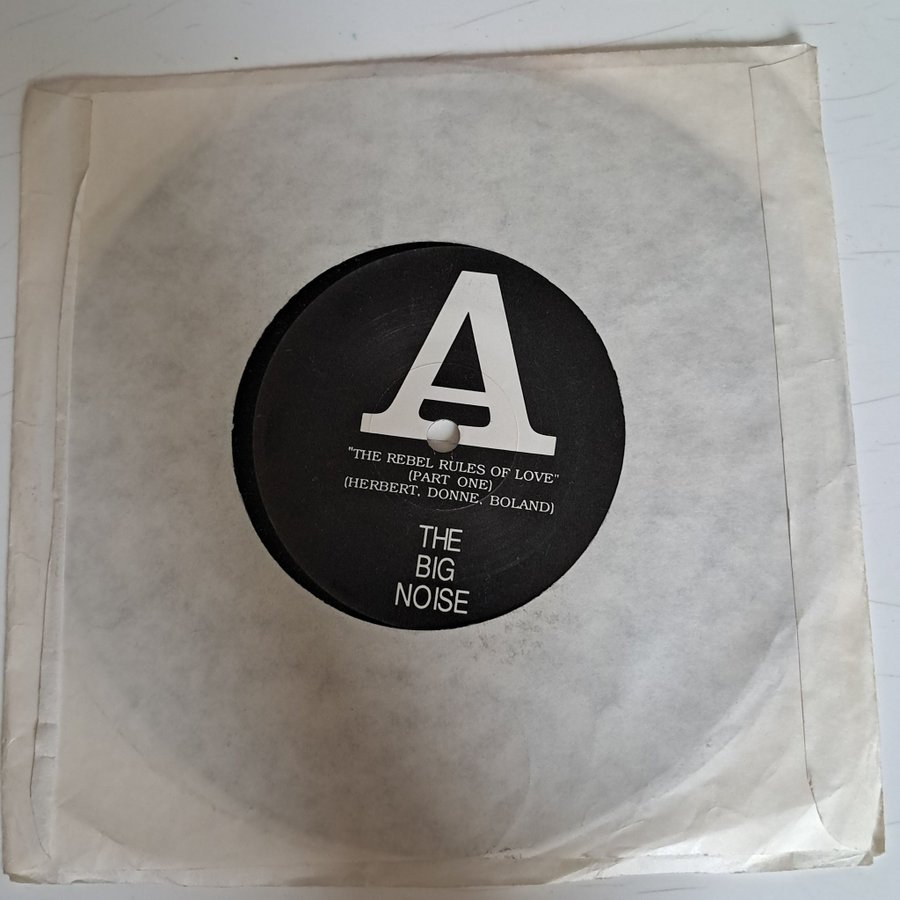 A
"THE REBEL RULES OF LOVE"
(PART ONE)
(HERBERT, DONNE, BOLAND)
THE
BIG
NOISE